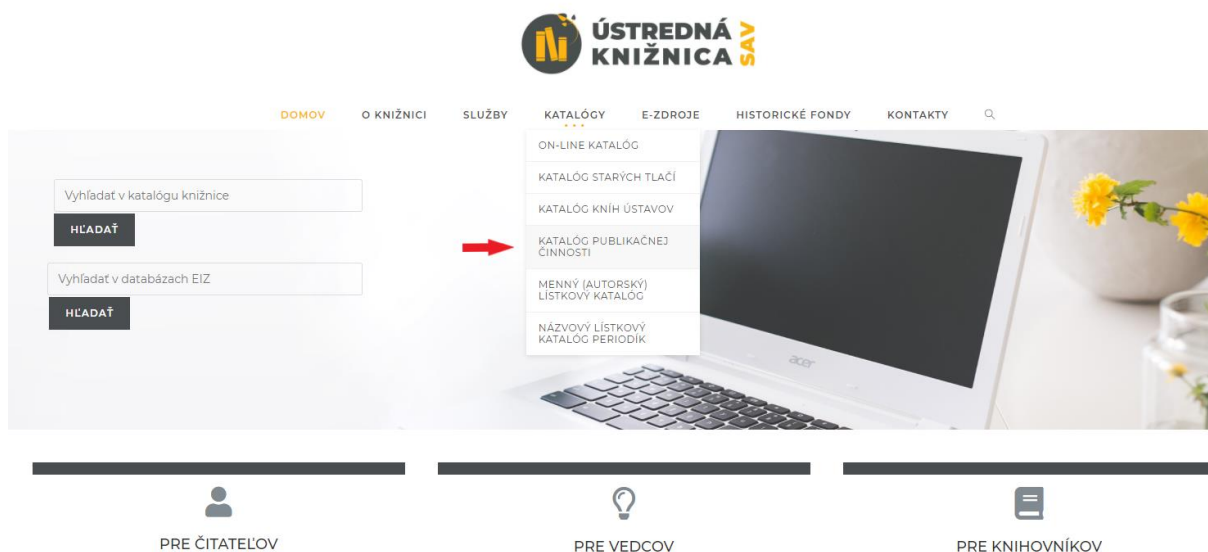 ÚSTREDNÁ
KNIŽNICA
SAV
DOMOV O KNIŽNICI SLUŽBY KATALÓGY E-ZDROJE HISTORICKÉ FONDY KONTAKTY
ON-LINE KATALÓG
KATALÓG STARÝCH TLAČÍ
KATALÓG KNÍH ÚSTAVOV
KATALÓG PUBLIKAČNEJ
ČINNOSTI
MENNÝ (AUTORSKÝ)
LÍSTKOVÝ KATALÓG
NÁZVOVÝ LÍSTKOVÝ
KATALÓG PERIODÍK
Vyhľadať v katalógu knižnice
HĽADAŤ
Vyhľadať v databázach EIZ
HĽADAŤ
acer
PRE ČITATEĽOV PRE VEDCOV PRE KNIHOVNÍKOV